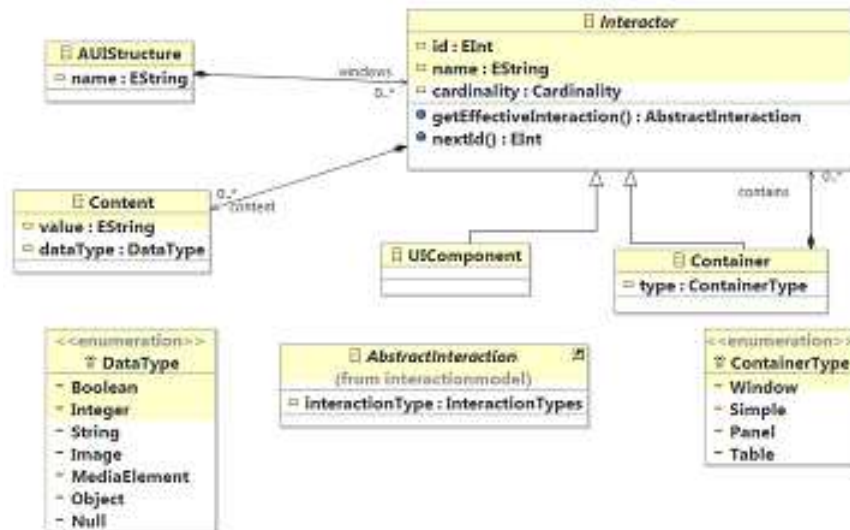 Interactor
id : EInt
name : EString
cardinality : Cardinality
getEffectiveInteraction() : AbstractInteraction
nextId() : EInt
AUIStructure
name : EString
windows
0..*
Content
value : EString
dataType : DataType
0..*
content
contains
0..*
UIComponent
Container
type : ContainerType
<<enumeration>>
DataType
Boolean
Integer
String
Image
MediaElement
Object
Null
AbstractInteraction
(from interactionmodel)
interactionType : InteractionTypes
<<enumeration>>
ContainerType
Window
Simple
Panel
Table